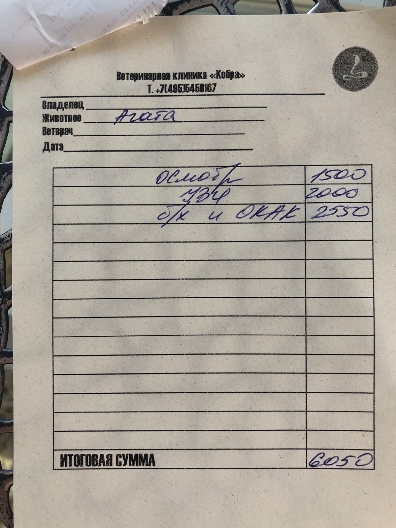 Ветеринарная клиника «Кобра»
Т. +7(495)5458167
Владелец
Животное Агата
Ветврач
Дата
осмотр 1500
УЗИ 2000
б/х и ОКАК 2550
ИТОГОВАЯ СУММА 6050